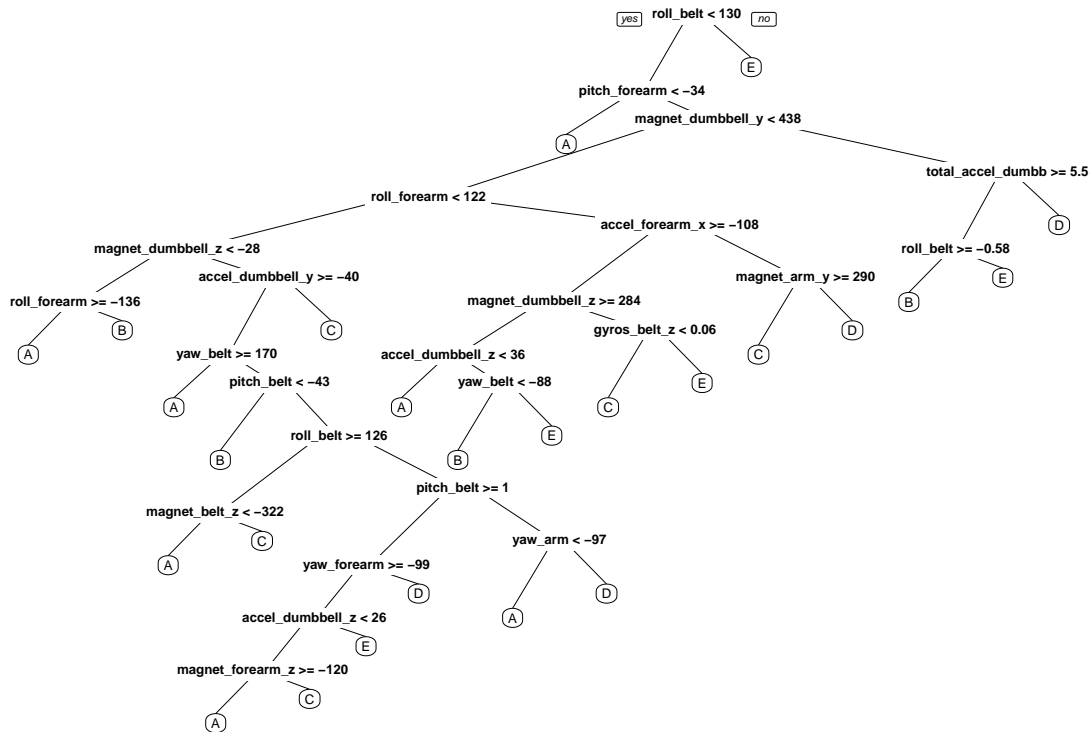 yes roll_belt < 130 no
E
pitch_forearm < −34
magnet_dumbbell_y < 438
A
total_accel_dumbb >= 5.5
roll_forearm < 122
accel_forearm_x >= −108
D
magnet_dumbbell_z < −28
roll_belt >= −0.58
accel_dumbbell_y >= −40
magnet_arm_y >= 290
E
roll_forearm >= −136
magnet_dumbbell_z >= 284
B
B
C
gyros_belt_z < 0.06
D
A
yaw_belt >= 170
accel_dumbbell_z < 36
C
pitch_belt < −43
yaw_belt < −88
E
A
A
C
roll_belt >= 126
E
B
B
pitch_belt >= 1
magnet_belt_z < −322
C
yaw_arm < −97
A
yaw_forearm >= −99
D
D
accel_dumbbell_z < 26
A
E
magnet_forearm_z >= −120
C
A